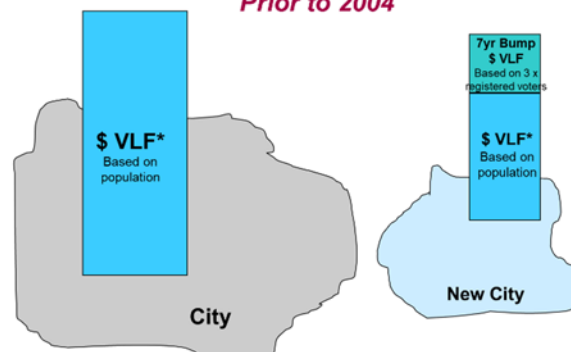 Prior to 2004
7yr Bump
$ VLF
Based on 3 x
registered voters
$ VLF*
Based on
population
$ VLF*
Based on
population
New City
City